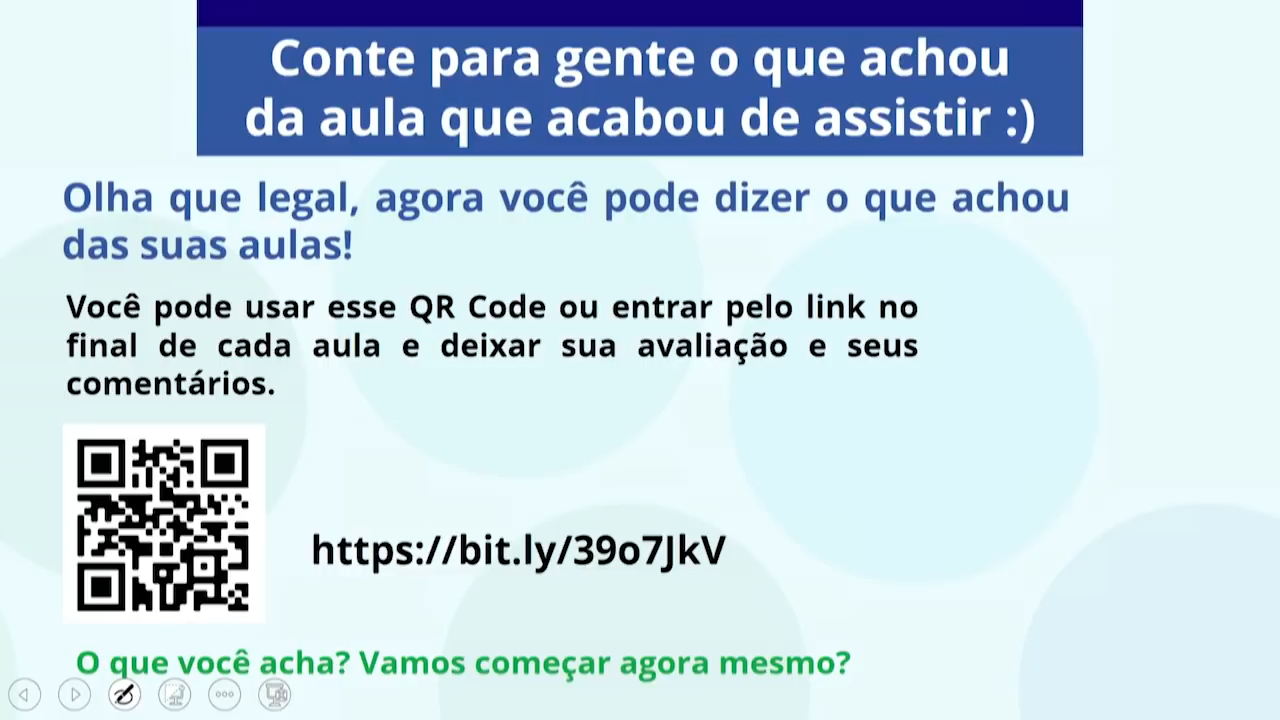 Conte para gente o que achou
da aula que acabou de assistir :)
Olha que legal, agora você pode dizer o que achou
das suas aulas!
Você pode usar esse QR Code ou entrar pelo link no
final de cada aula e deixar sua avaliação e seus
comentários.
https://bit.ly/39o7JkV
O que você acha? Vamos começar agora mesmo?